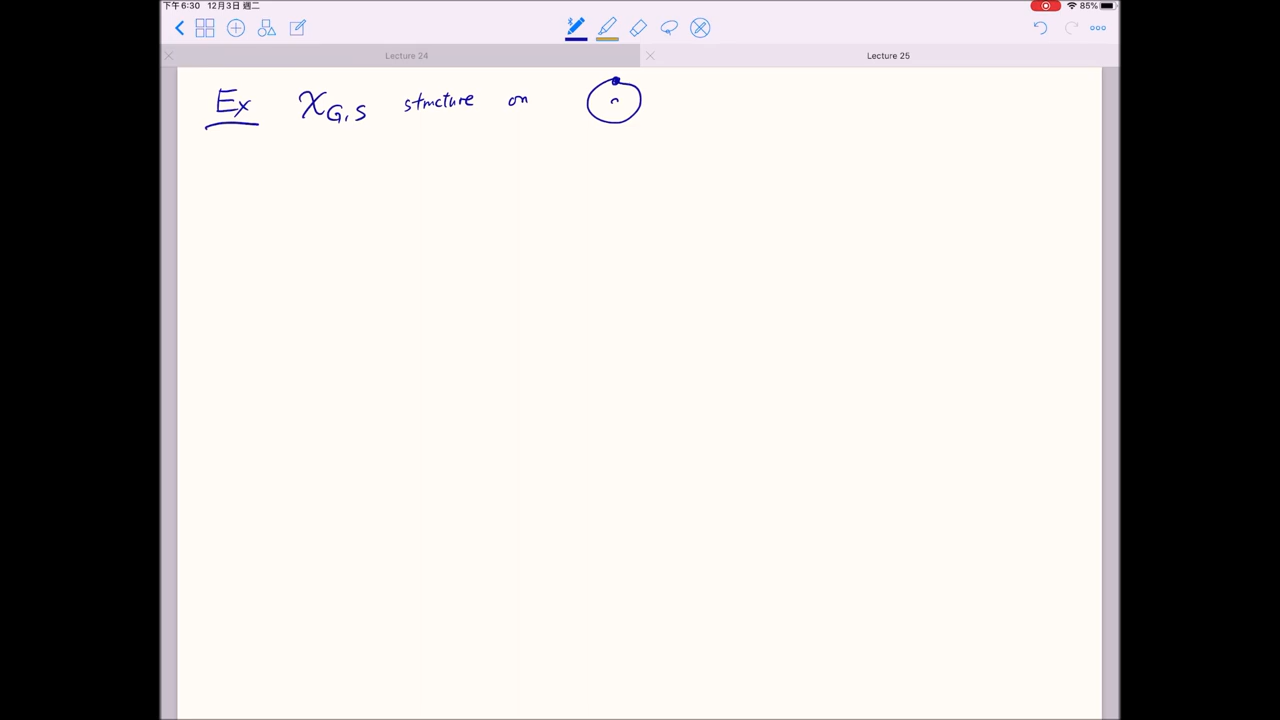 下午6:30 12月3日 週二 85%
Lecture 24 Lecture 25
Ex X_{G,S} structure on